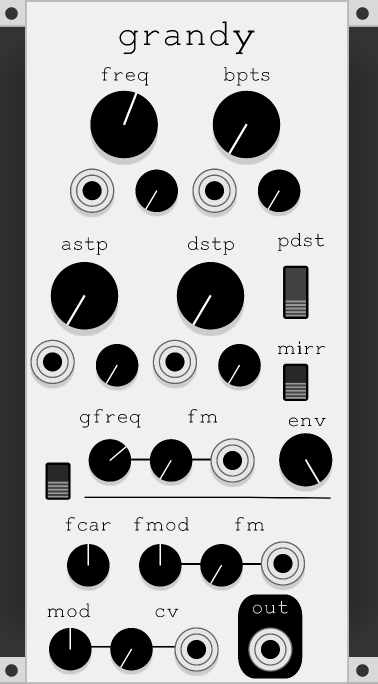 grandy
freq bpts
astp dstp pdst
mirr
gfreq fm env
fcar fmod fm
mod cv out